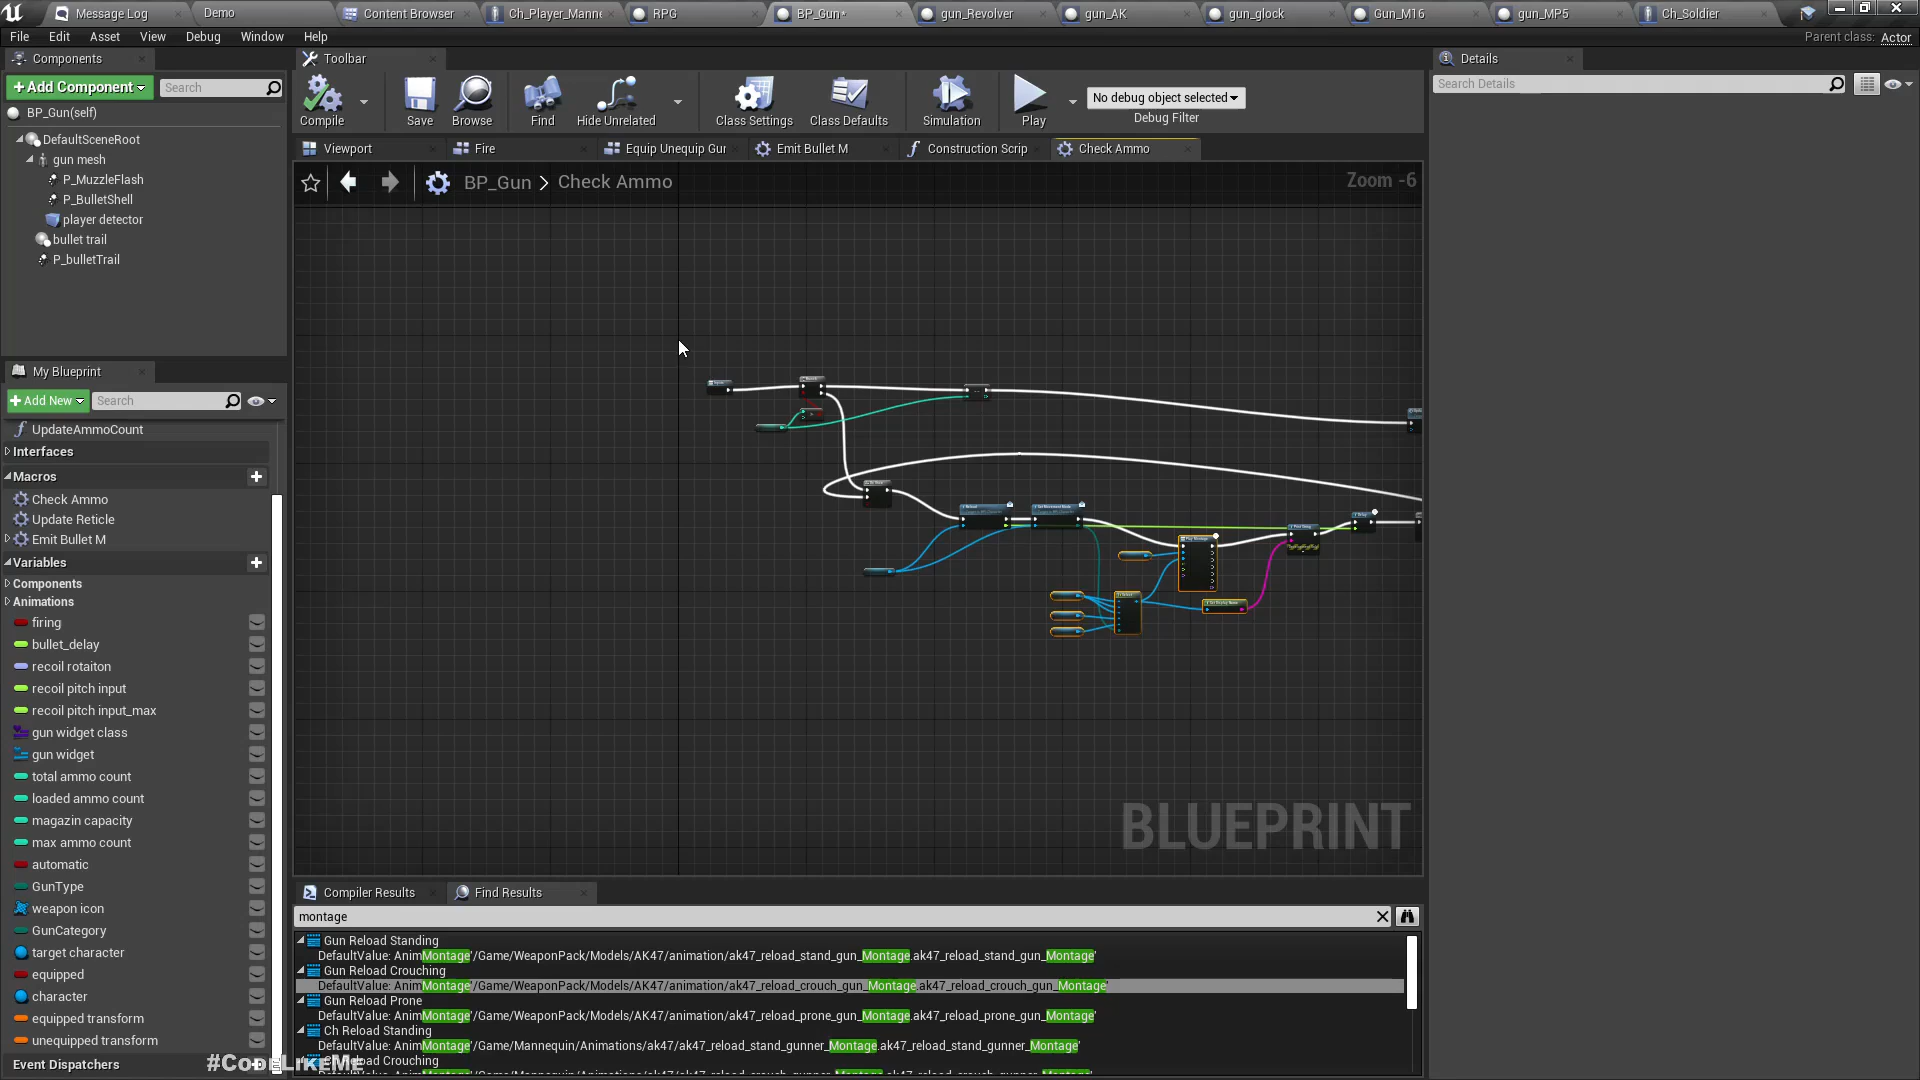 Message Log
Demo
Content Browser
Ch_Player_Manne
RPG
BP_Gun*
gun_Revolver
gun_AK
gun_glock
Gun_M16
gun_MP5
Ch_Soldier
File Edit Asset View Debug Window Help
Parent class: Actor
Components
+Add Component
Search
BP_Gun(self)
DefaultSceneRoot
gun mesh
P_MuzzleFlash
P_BulletShell
player detector
bullet trail
P_bulletTrail
My Blueprint
+Add New
Search
UpdateAmmoCount
Interfaces
Macros
Check Ammo
Update Reticle
Emit Bullet M
Variables
Components
Animations
firing
bullet_delay
recoil rotaiton
recoil pitch input
recoil pitch input_max
gun widget class
gun widget
total ammo count
loaded ammo count
magazin capacity
max ammo count
automatic
GunType
weapon icon
GunCategory
target character
equipped
character
equipped transform
unequipped transform
Event Dispatchers
#CodeLikeMe
Toolbar
Compile
Save
Browse
Find
Hide Unrelated
Class Settings
Class Defaults
Simulation
Play
No debug object selected
Debug Filter
Viewport
Fire
Equip Unequip Gur
Emit Bullet M
Construction Scrip
Check Ammo
BP_Gun > Check Ammo
Zoom -6
BLUEPRINT
Compiler Results
Find Results
montage
Gun Reload Standing
DefaultValue: AnimMontage'/Game/WeaponPack/Models/AK47/animation/ak47_reload_stand_gun_Montage.ak47_reload_stand_gun_Montage'
Gun Reload Crouching
DefaultValue: AnimMontage'/Game/WeaponPack/Models/AK47/animation/ak47_reload_crouch_gun_Montage.ak47_reload_crouch_gun_Montage'
Gun Reload Prone
DefaultValue: AnimMontage'/Game/WeaponPack/Models/AK47/animation/ak47_reload_prone_gun_Montage.ak47_reload_prone_gun_Montage'
Ch Reload Standing
DefaultValue: AnimMontage'/Game/Mannequin/Animations/ak47/ak47_reload_stand_gunner_Montage.ak47_reload_stand_gunner_Montage'
Reload Crouching
Details
Search Details